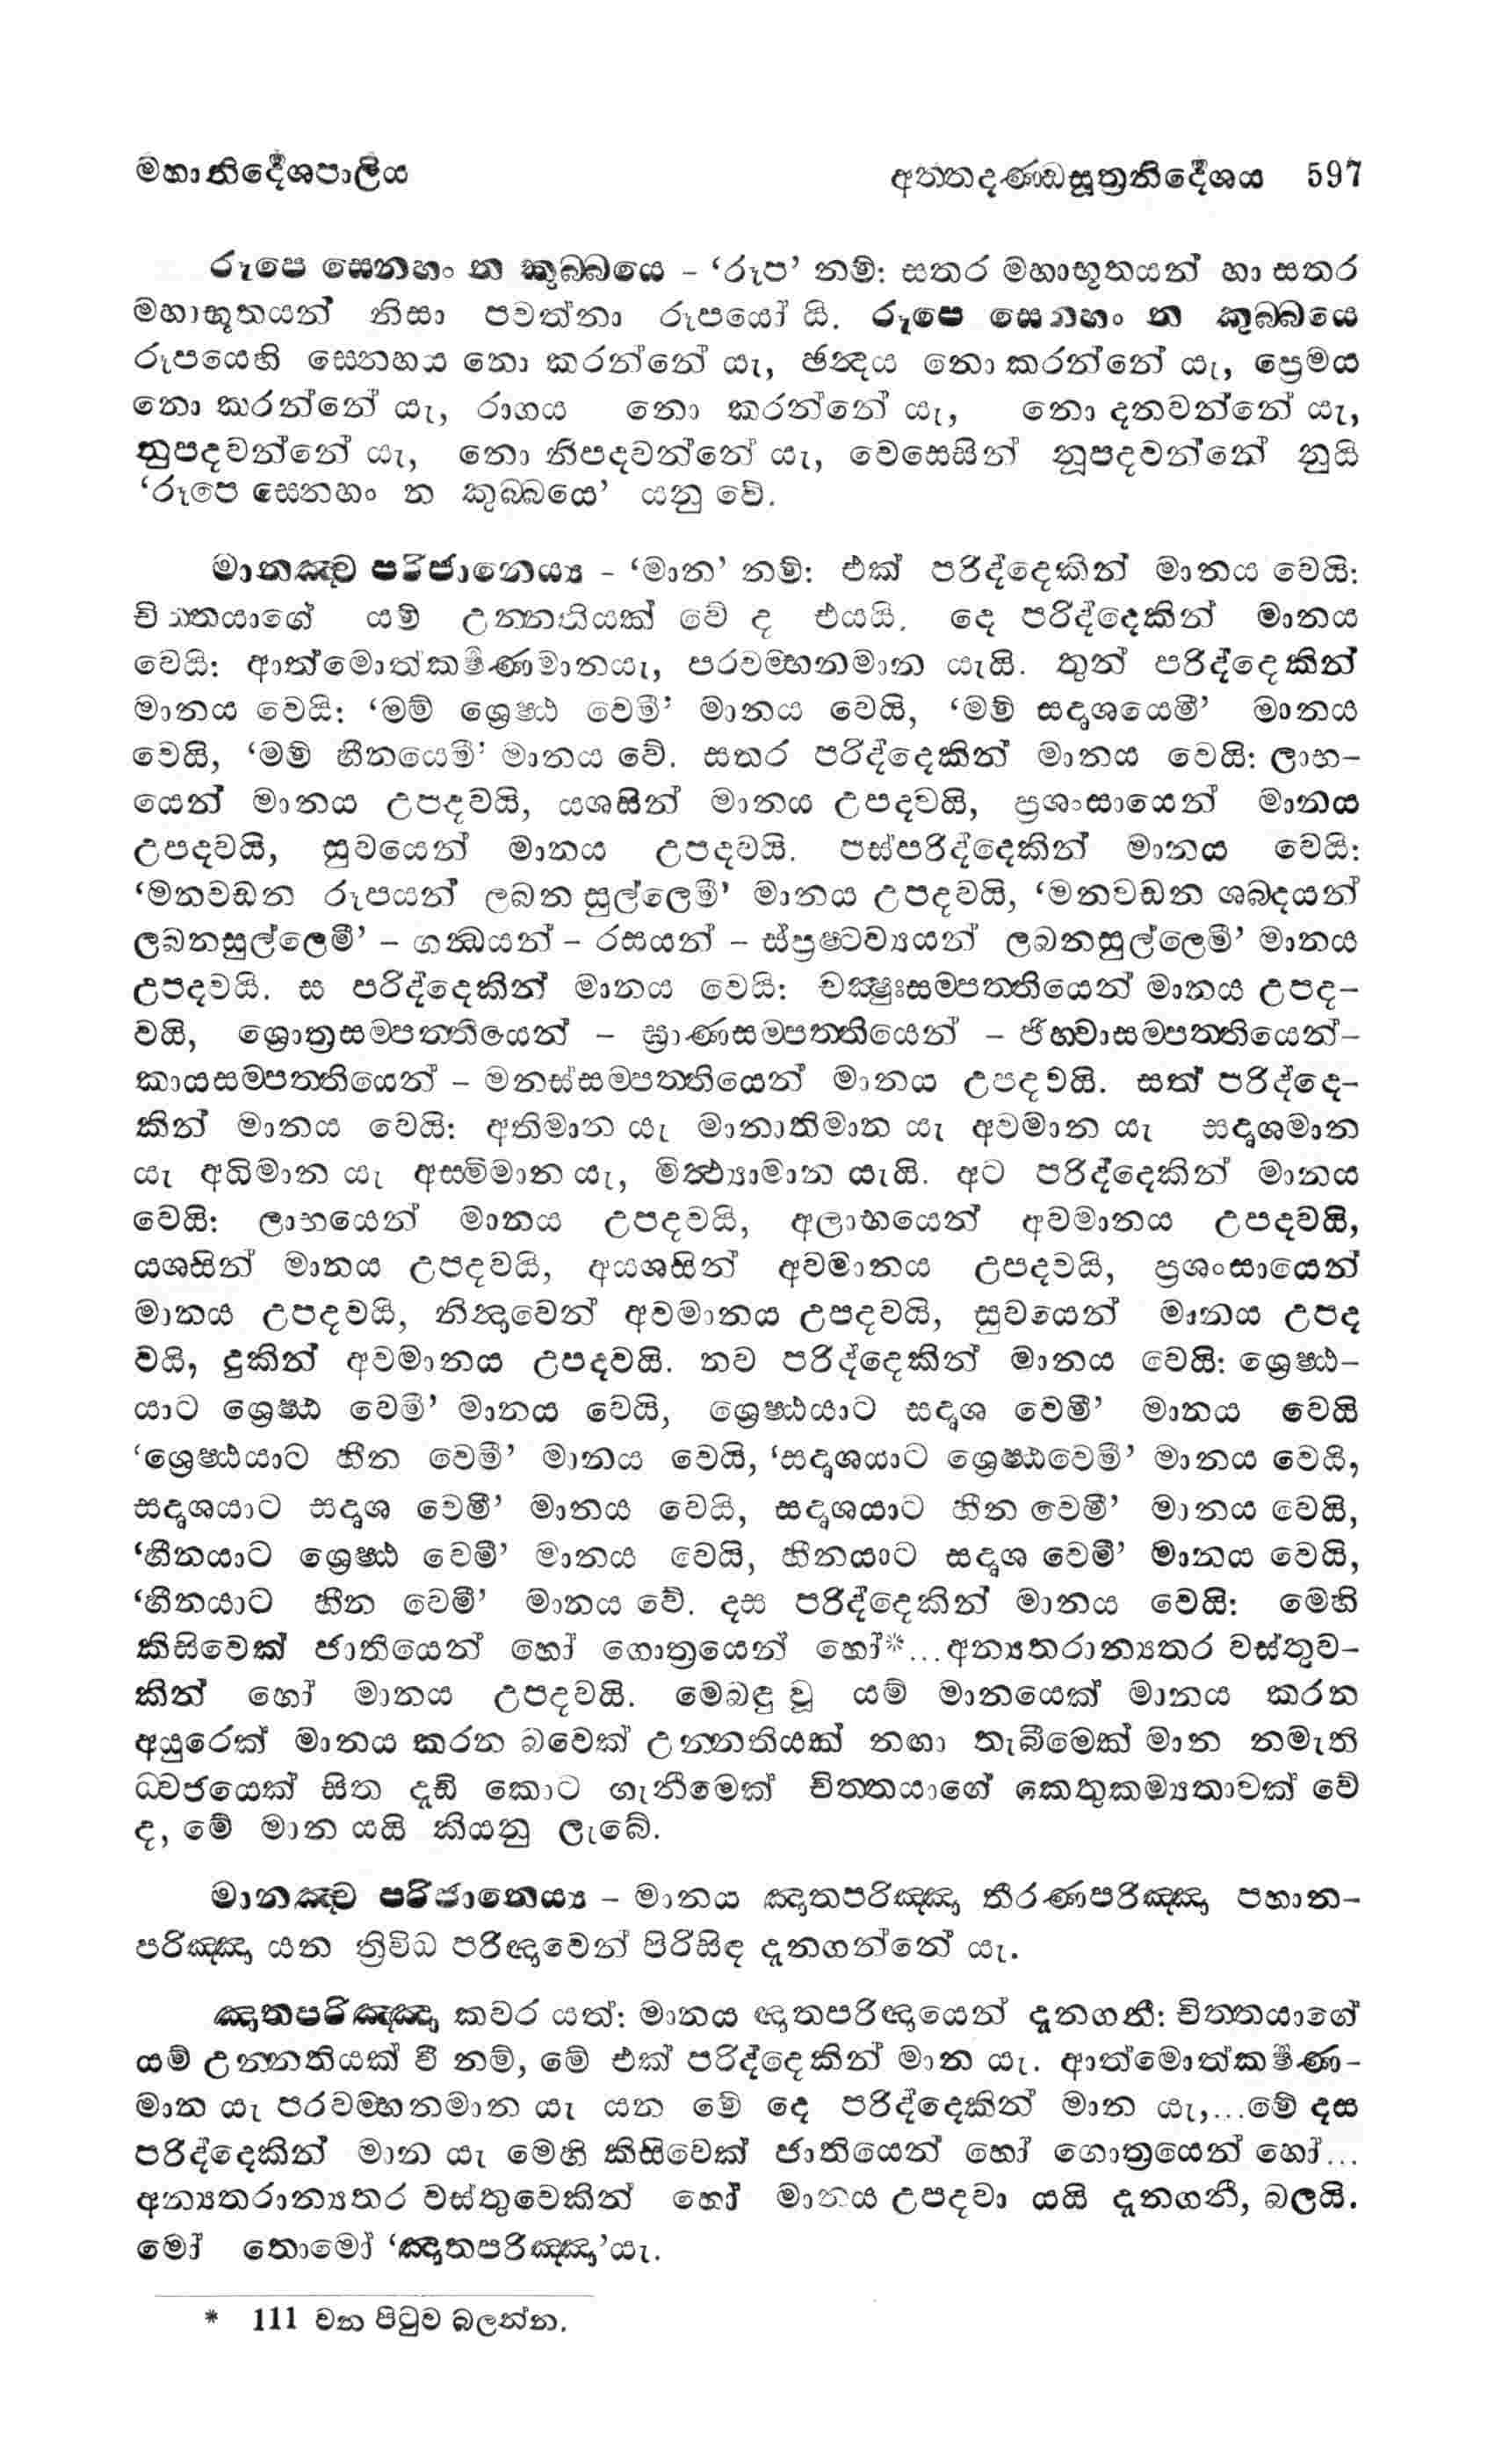 මහානිර්‍දේශපාලිය අත්තදණ්ඩසූත්‍රනිර්‍දේශය 597
රූපෙ සෙනහං න කුබ්බයෙ – ‘රූප’ නම්: සතර මහාභූතයන් හා සතර
මහාභූතයන් නිසා පවත්නා රූපයෝ යි. රූපෙ සෙනහං න කුබ්බයෙ
රූපයෙහි සෙනහය නො කරන්නේ යැ, ඡන්‍දය නො කරන්නේ යැ, ප්‍රෙමය
නො කරන්නේ යැ, රාගය නො කරන්නේ යැ, නො දනවන්නේ යැ,
නුපදවන්නේ යැ, නො නිපදවන්නේ යැ, වෙසෙසින් නූපදවන්නේ නුයි
‘රූපෙ සෙනහං න කුබ්බයෙ’ යනු වේ.
මානඤ්ච පරිජානෙය්‍ය – ‘මාන’ නම්: එක් පරිද්දෙකින් මානය වෙයි:
චිත්තයාගේ යම් උන්නතියක් වේ ද එයයි. දෙ පරිද්දෙකින් මානය
වෙයි: ආත්මොත්කර්‍ෂණමානයැ, පරවම්භනමාන යැයි. තුන් පරිද්දෙකින්
මානය වෙයි: ‘මම් ශ්‍රෙෂ්ඨ වෙමි’ මානය වෙයි, ‘මම් සදෘශයෙමි’ මානය
වෙයි, ‘මම් හීනයෙමි’ මානය වේ. සතර පරිද්දෙකින් මානය වෙයි: ලාභ–
යෙන් මානය උපදවයි, යශසින් මානය උපදවයි, ප්‍රශංසායෙන් මානය
උපදවයි, සුවයෙන් මානය උපදවයි. පස්පරිද්දෙකින් මානය වෙයි:
‘මනවඩන රූපයන් ලබන සුල්ලෙමි’ මානය උපදවයි, ‘මනවඩන ශබ්දයන්
ලබනසුල්ලෙමි’ – ගන්‍ධයන් – රසයන් – ස්ප්‍රෂ්ටව්‍යයන් ලබනසුල්ලෙමි’ මානය
උපදවයි. ස පරිද්දෙකින් මානය වෙයි: චක්‍ෂුඃසම්පත්තියෙන් මානය උපද–
වයි, ශ්‍රොත්‍රසම්පත්තියෙන් – ඝ්‍රාණසම්පත්තියෙන් – ජිහ්වාසම්පත්තියෙන්–
කායසම්පත්තියෙන් – මනස්සම්පත්තියෙන් මානය උපදවයි. සත් පරිද්දෙ–
කින් මානය වෙයි: අතිමාන යැ මානාතිමාන යැ අවමාන යැ සදෘශමාන
යැ අධිමාන යැ අස්මිමාන යැ, මිථ්‍යාමාන යැයි. අට පරිද්දෙකින් මානය
වෙයි: ලාභයෙන් මානය උපදවයි, අලාභයෙන් අවමානය උපදවයි,
යශසින් මානය උපදවයි, අයශසින් අවමානය උපදවයි, ප්‍රශංසායෙන්
මානය උපදවයි, නින්‍දාවෙන් අවමානය උපදවයි, සුවයෙන් මානය උපද
වයි, දුකින් අවමානය උපදවයි. නව පරිද්දෙකින් මානය වෙයි: ශ්‍රෙෂ්ඨ–
යාට ශ්‍රෙෂ්ඨ වෙමි’ මානය වෙයි, ශ්‍රෙෂ්ඨයාට සදෘශ වෙමි’ මානය වෙයි
‘ශ්‍රෙෂ්ඨයාට හීන වෙමි’ මානය වෙයි, ‘සදෘශයාට ශ්‍රෙෂ්ඨවෙමි’ මානය වෙයි,
සදෘශයාට සදෘශ වෙමි’ මානය වෙයි, සදෘශයාට හීන වෙමි’ මානය වෙයි,
‘හීනයාට ශ්‍රෙෂ්ඨ වෙමි’ මානය වෙයි, හීනයාට සදෘශ වෙමි’ මානය වෙයි,
‘හීනයාට හීන වෙමි’ මානය වේ. දස පරිද්දෙකින් මානය වෙයි: මෙහි
කිසිවෙක් ජාතියෙන් හෝ ගොත්‍රයෙන් හෝ*...අන්‍යතරාන්‍යතර වස්තුව–
කින් හෝ මානය උපදවයි. මෙබඳු වූ යම් මානයෙක් මානය කරන
අයුරෙක් මානය කරන බවෙක් උන්නතියක් නඟා තැබීමෙක් මාන නමැති
ධ්වජයෙක් සිත දැඩි කොට ගැනීමෙක් චිත්තයාගේ කෙතුකම්‍යතාවක් වේ
ද, මේ මාන යයි කියනු ලැබේ.
මානඤ්ච පරිජානෙය්‍ය – මානය ඤාතපරිඤ්ඤා තීරණපරිඤ්ඤා පහාන–
පරිඤ්ඤා යන ත්‍රිවිධ පරිඥාවෙන් පිරිසිඳ දැනගන්නේ යැ.
ඤාතපරිඤ්ඤා කවර යත්: මානය ඥාතපරිඥායෙන් දැනගනී: චිත්තයාගේ
යම් උන්නතියක් වී නම්, මේ එක් පරිද්දෙකින් මාන යැ. ආත්මොත්කර්‍ෂණ–
මාන යැ පරවම්භනමාන යැ යන මේ දෙ පරිද්දෙකින් මාන යැ,...මේ දස
පරිද්දෙකින් මාන යැ මෙහි කිසිවෙක් ජාතියෙන් හෝ ගොත්‍රයෙන් හෝ...
අන්‍යතරාන්‍යතර වස්තුවෙකින් හෝ මානය උපදවා යයි දැනගනී, බලයි.
මෝ තොමෝ ‘ඤාතපරිඤ්ඤා’යැ.
* 111 වන පිටුව බලන්න.